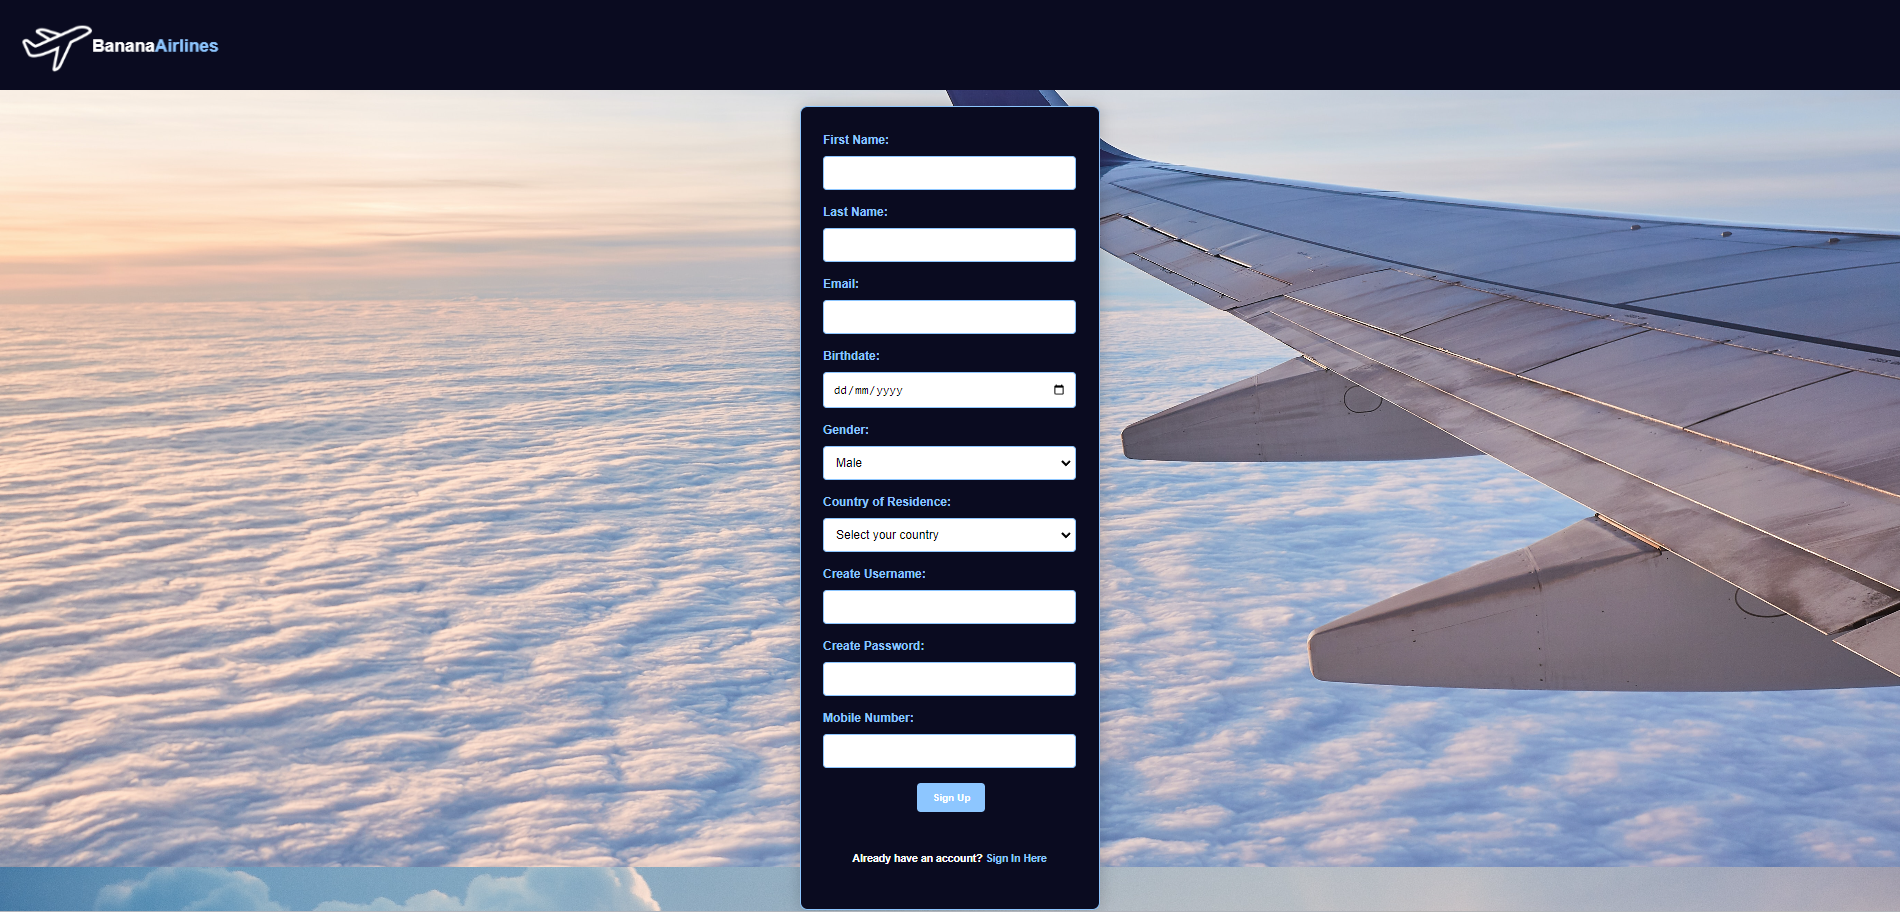 BananaAirlines
First Name:
Last Name:
Email:
Birthdate:
dd/mm/yyyy
Gender:
Male
Country of Residence:
Select your country
Create Username:
Create Password:
Mobile Number:
Sign Up
Already have an account? Sign In Here